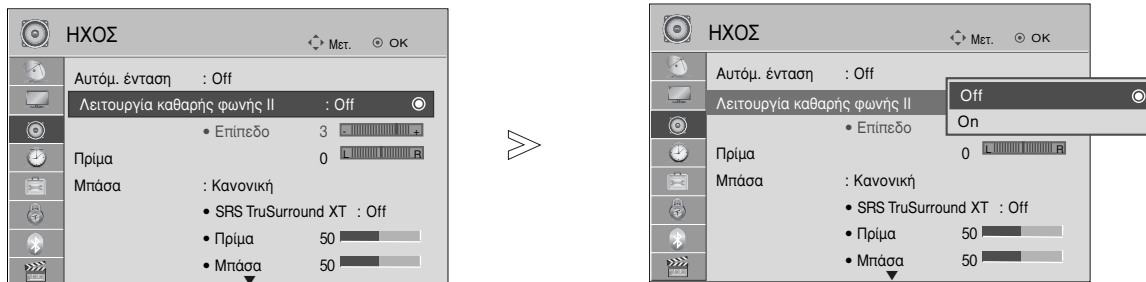 ΗΧΟΣ
Μετ. OK
Αυτόμ. ένταση : Off
Λειτουργία καθαρής φωνής II : Off
• Επίπεδο 3 - +
Πρίμα 0 L R
Μπάσα : Κανονική
• SRS TruSurround XT : Off
• Πρίμα 50
• Μπάσα 50
ΗΧΟΣ
Μετ. OK
Αυτόμ. ένταση : Off
Λειτουργία καθαρής φωνής II
Off
On
• Επίπεδο
Πρίμα 0 L R
Μπάσα : Κανονική
• SRS TruSurround XT : Off
• Πρίμα 50
• Μπάσα 50